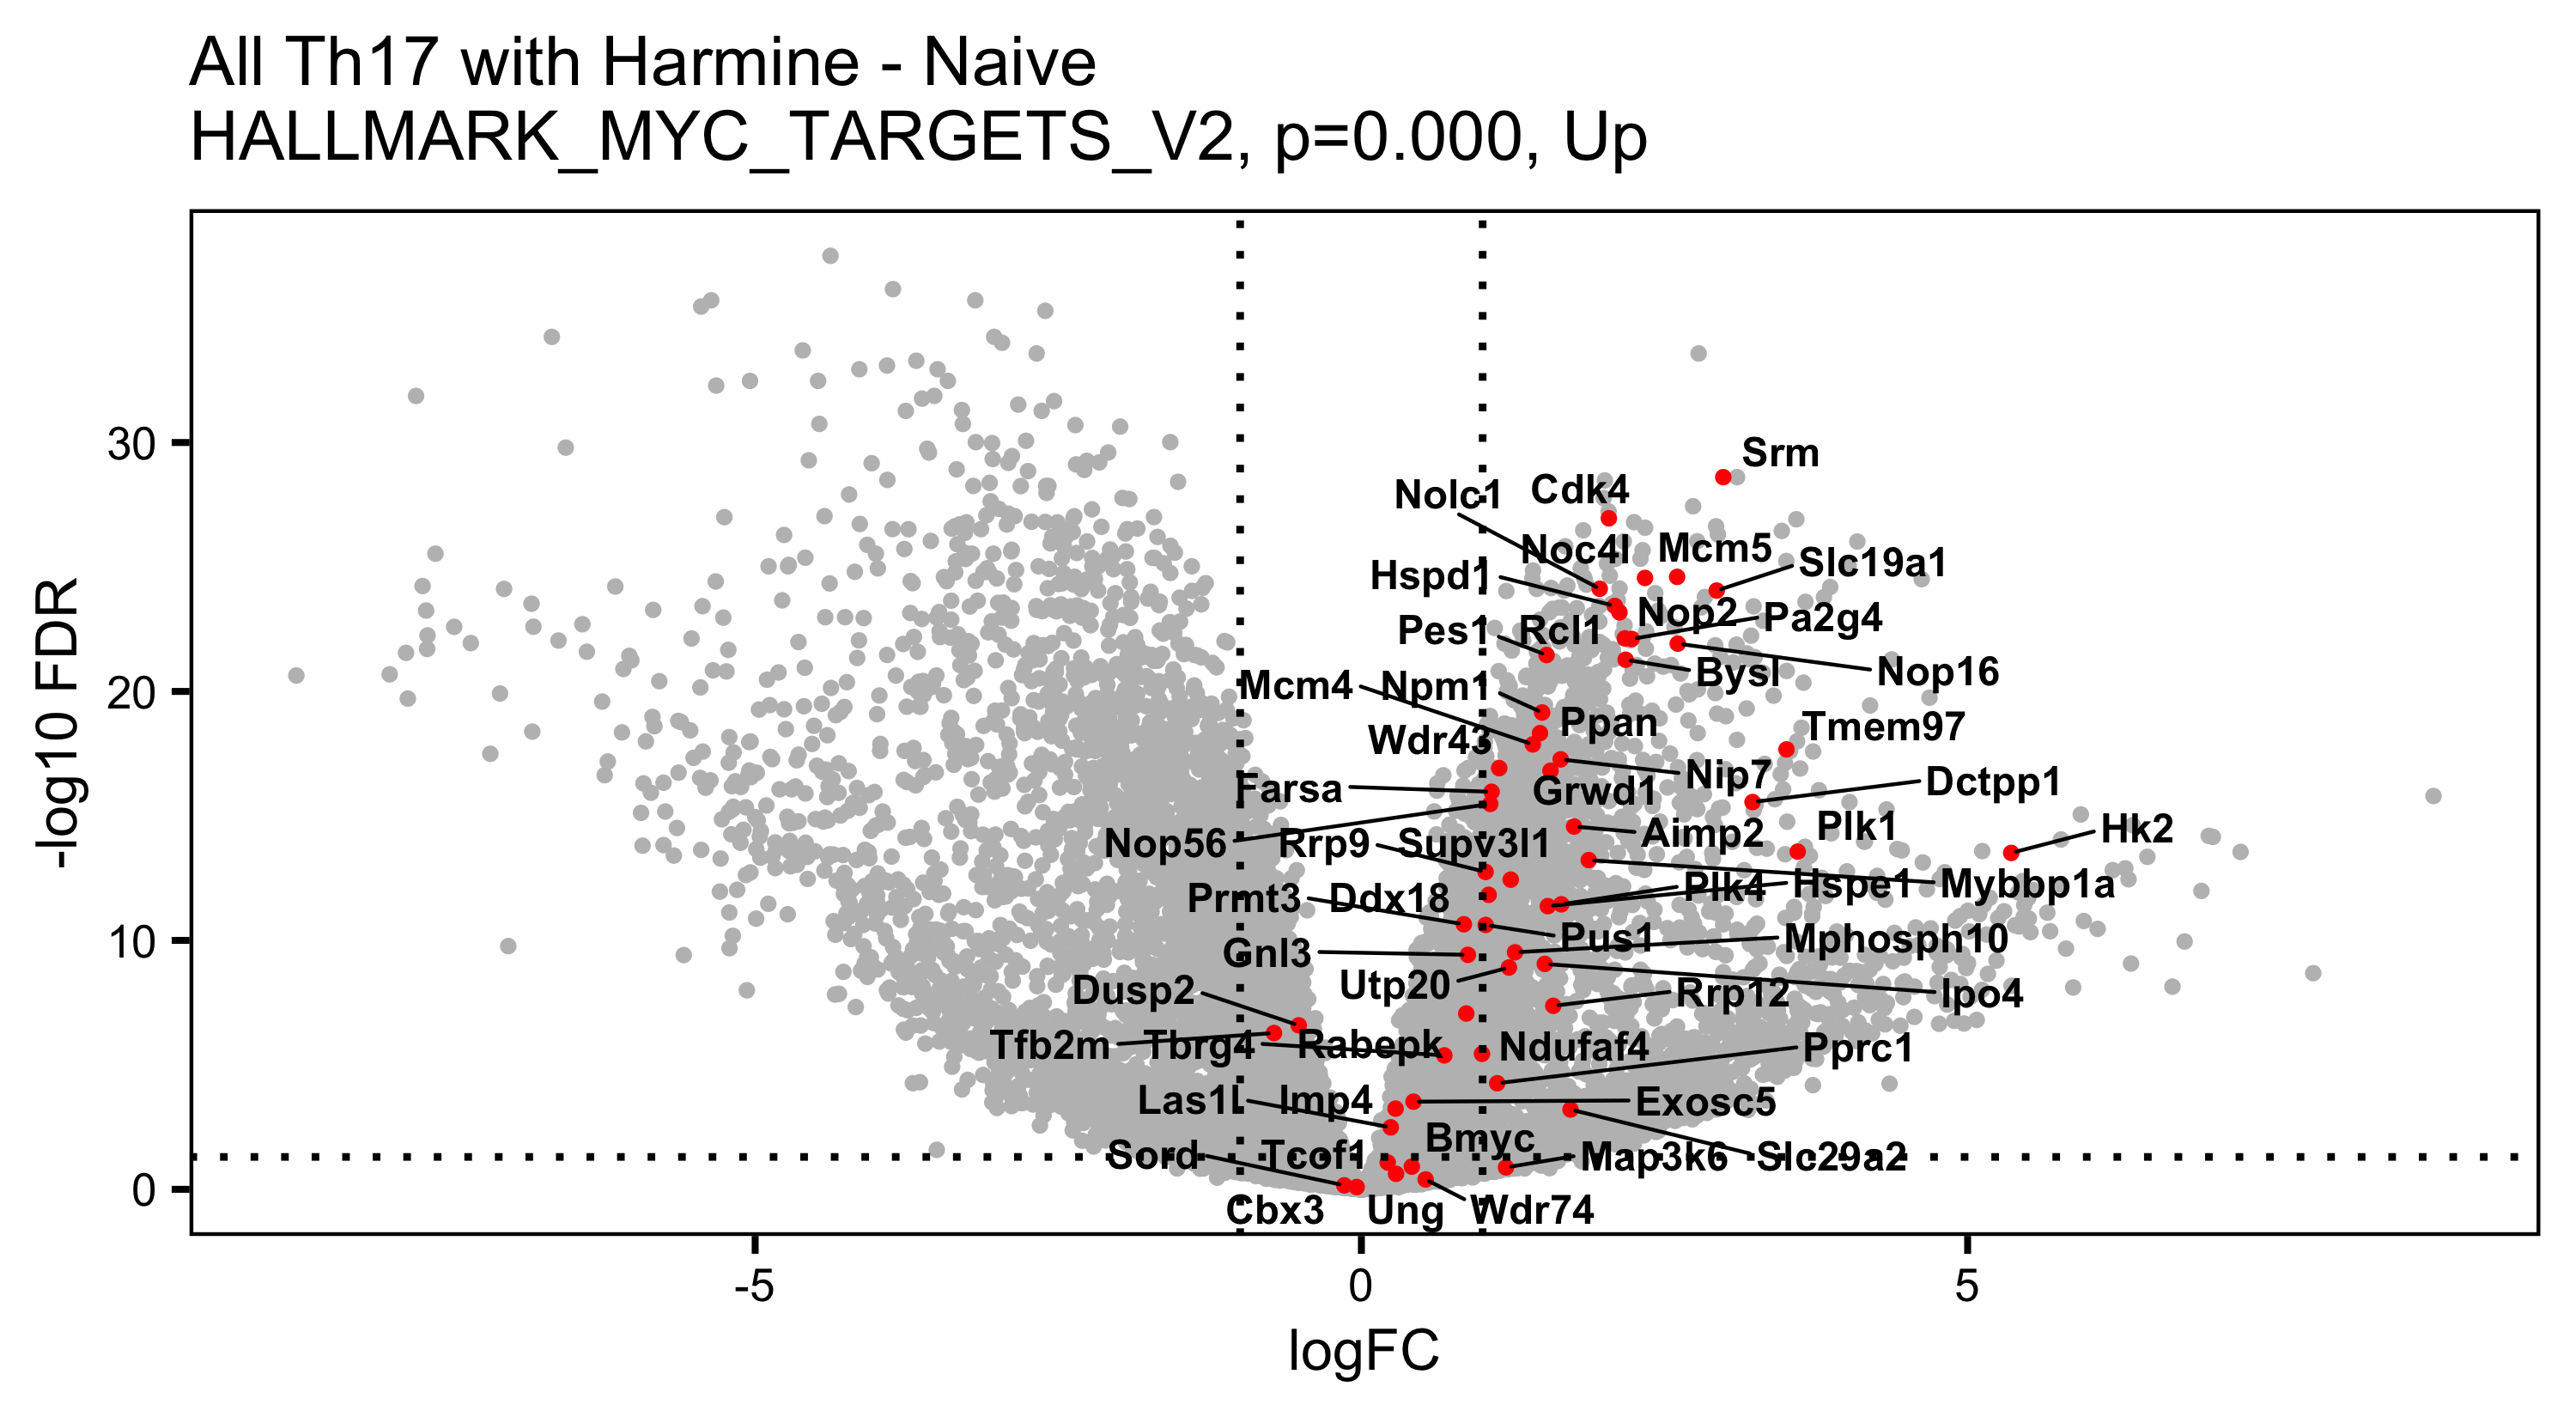 All Th17 with Harmine - Naive
HALLMARK_MYC_TARGETS_V2, p=0.000, Up
-log10 FDR
30
20
10
0
Srm
Nolc1
Cdk4
Noc4l
Mcm5
Slc19a1
Hspd1
Nop2
Pa2g4
Pes1
Rcl1
Bysl
Nop16
Mcm4
Npm1
Ppan
Tmem97
Wdr43
Nip7
Dctpp1
Farsa
Grwd1
Plk1
Hk2
Nop56
Rrp9
Supv3l1
Aimp2
Prmt3
Ddx18
Plk4
Hspe1
Mybbp1a
Gnl3
Pus1
Mphosph10
Dusp2
Utp20
Rrp12
Ipo4
Tfb2m
Tbrg4
Rabepk
Ndufaf4
Pprc1
Las1l
Imp4
Exosc5
Bmyc
Sord
Tcof1
Map3k6
Slc29a2
Cbx3
Ung
Wdr74
-5
0
5
logFC